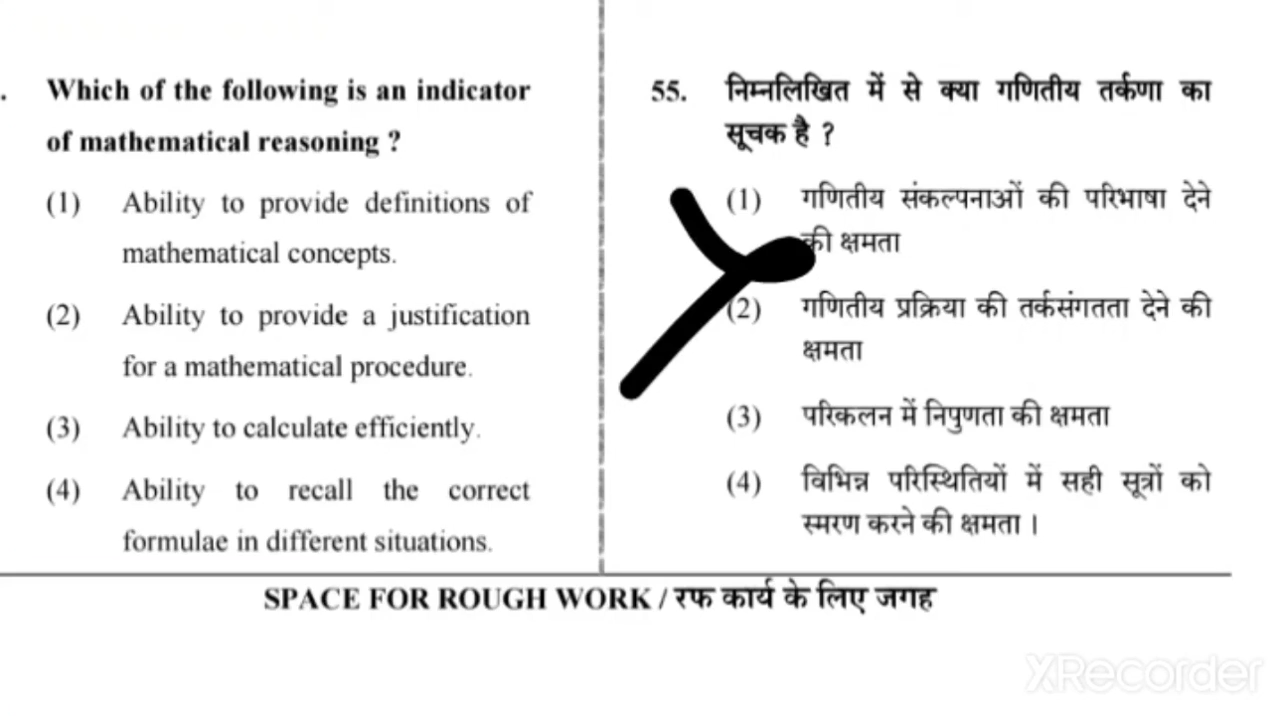 . Which of the following is an indicator
of mathematical reasoning ?
(1) Ability to provide definitions of
mathematical concepts.
(2) Ability to provide a justification
for a mathematical procedure.
(3) Ability to calculate efficiently.
(4) Ability to recall the correct
formulae in different situations.
55. निम्नलिखित में से क्या गणितीय तर्कणा का
सूचक है ?
(1) गणितीय संकल्पनाओं की परिभाषा देने
की क्षमता
(2) गणितीय प्रक्रिया की तर्कसंगतता देने की
क्षमता
(3) परिकलन में निपुणता की क्षमता
(4) विभिन्न परिस्थितियों में सही सूत्रों को
स्मरण करने की क्षमता ।
SPACE FOR ROUGH WORK / रफ कार्य के लिए जगह
XRecorder